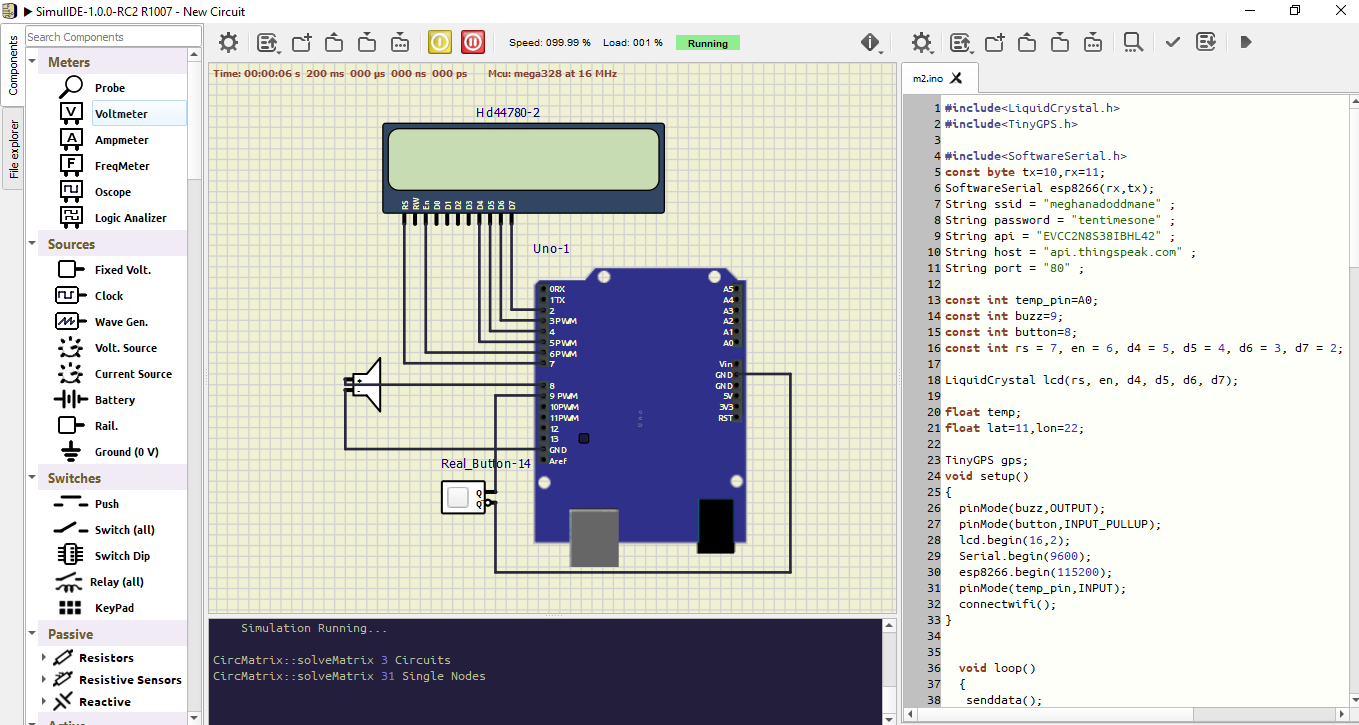 SimulIDE-1.0.0-RC2 R1007 - New Circuit
Components
File explorer
Search Components
Meters
Probe
Voltmeter
Ampmeter
FreqMeter
Oscope
Logic Analizer
Sources
Fixed Volt.
Clock
Wave Gen.
Volt. Source
Current Source
Battery
Rail.
Ground (0 V)
Switches
Push
Switch (all)
Switch Dip
Relay (all)
KeyPad
Passive
Resistors
Resistive Sensors
Reactive
Active
Speed: 099.99 % Load: 001 % Running
Time: 00:00:06 s 200 ms 000 µs 000 ns 000 ps Mcu: mega328 at 16 MHz
Hd44780-2
RS RW En D0 D1 D2 D3 D4 D5 D6 D7
Uno-1
0RX
1TX
2
3PWM
4
5PWM
6PWM
7
8
9 PWM
10PWM
11PWM
12
13
GND
Aref
A5
A4
A3
A2
A1
A0
Vin
GND
GND
5V
3V3
RST
Uno
Real_Button-14
Q
Q
Simulation Running...
CircMatrix::solveMatrix 3 Circuits
CircMatrix::solveMatrix 31 Single Nodes
m2.ino
1 #include<LiquidCrystal.h>
2 #include<TinyGPS.h>
3
4 #include<SoftwareSerial.h>
5 const byte tx=10,rx=11;
6 SoftwareSerial esp8266(rx,tx);
7 String ssid = "meghanadoddmane" ;
8 String password = "tentimesone" ;
9 String api = "EVCC2N8S38IBHL42" ;
10 String host = "api.thingspeak.com" ;
11 String port = "80" ;
12
13 const int temp_pin=A0;
14 const int buzz=9;
15 const int button=8;
16 const int rs = 7, en = 6, d4 = 5, d5 = 4, d6 = 3, d7 = 2;
17
18 LiquidCrystal lcd(rs, en, d4, d5, d6, d7);
19
20 float temp;
21 float lat=11,lon=22;
22
23 TinyGPS gps;
24 void setup()
25 {
26 pinMode(buzz,OUTPUT);
27 pinMode(button,INPUT_PULLUP);
28 lcd.begin(16,2);
29 Serial.begin(9600);
30 esp8266.begin(115200);
31 pinMode(temp_pin,INPUT);
32 connectwifi();
33 }
34
35
36 void loop()
37 {
38 senddata();